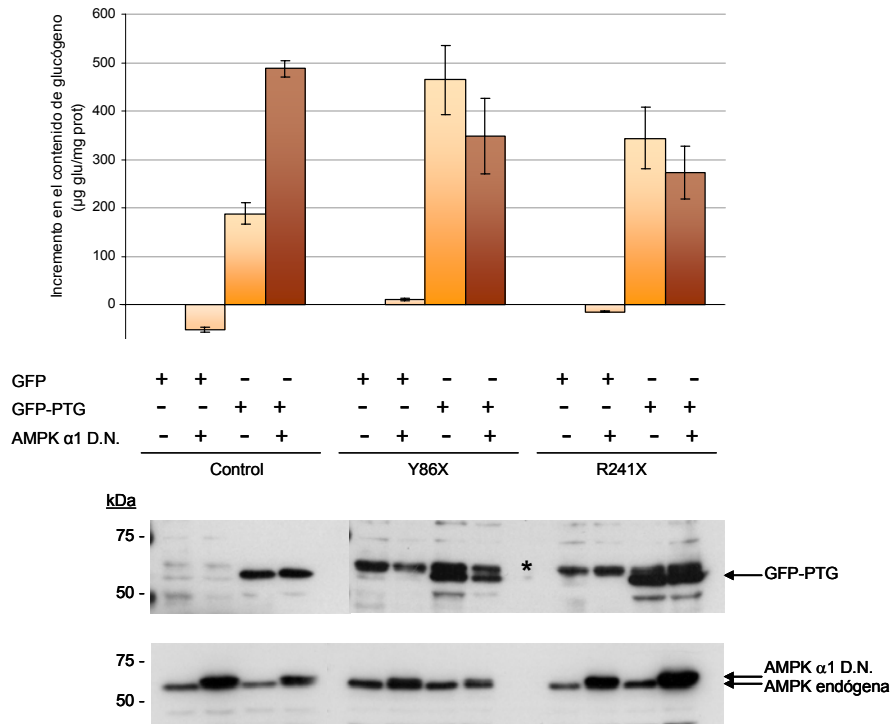 600
500
400
300
200
100
0
Incremento en el contenido de glucógeno
(µg glu/mg prot)
GFP + + - - + + - - + + - -
GFP-PTG - - + + - - + + - - + +
AMPK α1 D.N. - + - + - + - + - + - +
Control Y86X R241X
kDa
75 -
50 -
*
GFP-PTG
75 -
50 -
AMPK α1 D.N.
AMPK endógena